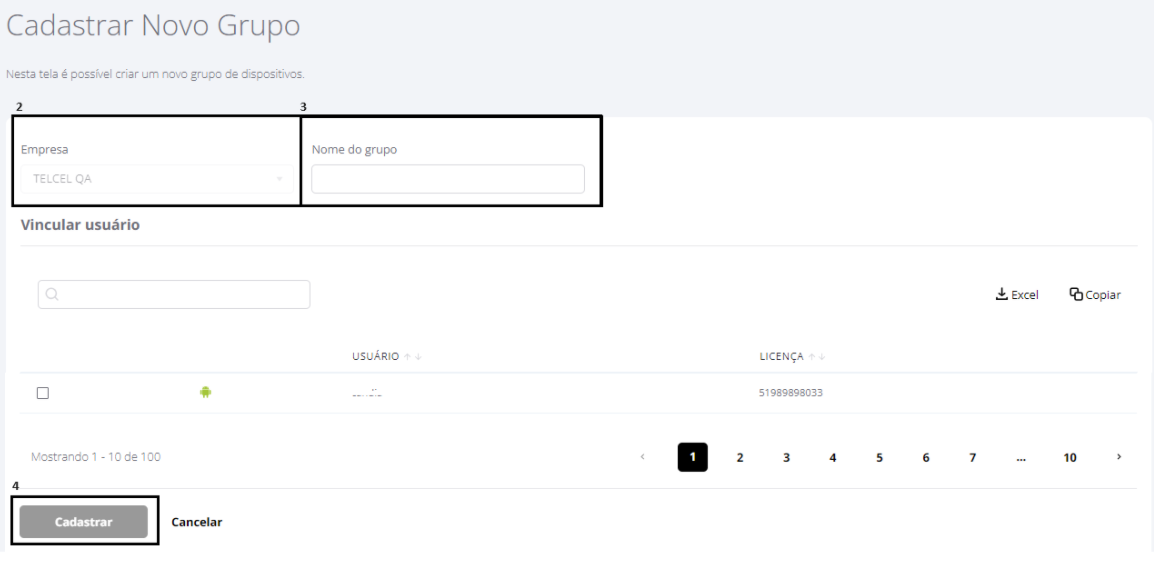 Cadastrar Novo Grupo
Nesta tela é possível criar um novo grupo de dispositivos.
2 3
Empresa Nome do grupo
TELCEL QA
Vincular usuário
Excel Copiar
USUÁRIO LICENÇA
51989898033
Mostrando 1 - 10 de 100 1 2 3 4 5 6 7 ... 10
4
Cadastrar Cancelar